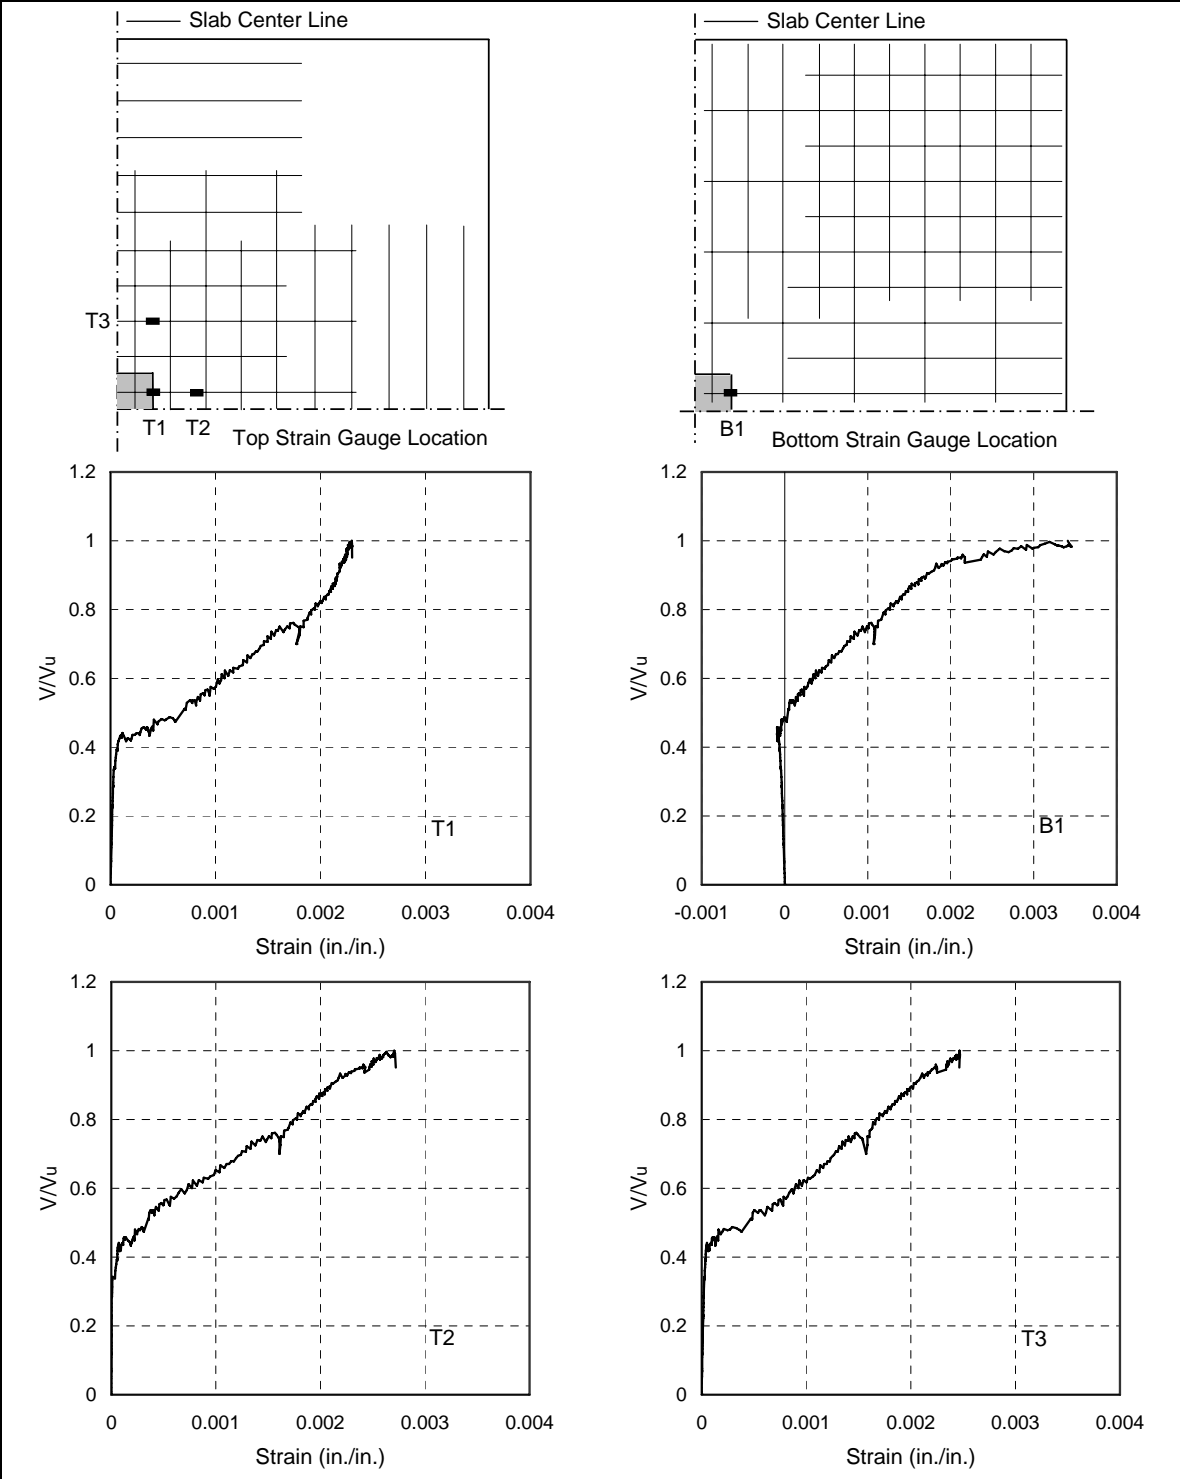 Slab Center Line
Slab Center Line
T3
T1 T2
Top Strain Gauge Location
B1
Bottom Strain Gauge Location
1.2
1
0.8
0.6
0.4
0.2
0
V/Vu
T1
0 0.001 0.002 0.003 0.004
Strain (in./in.)
1.2
1
0.8
0.6
0.4
0.2
0
V/Vu
B1
-0.001 0 0.001 0.002 0.003 0.004
Strain (in./in.)
1.2
1
0.8
0.6
0.4
0.2
0
V/Vu
T2
0 0.001 0.002 0.003 0.004
Strain (in./in.)
1.2
1
0.8
0.6
0.4
0.2
0
V/Vu
T3
0 0.001 0.002 0.003 0.004
Strain (in./in.)